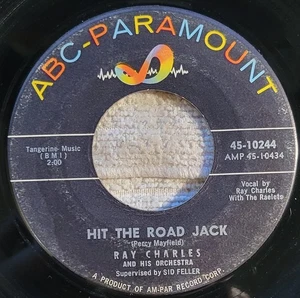 ABC-PARAMOUNT
Tangerine Music
(BMI)
2:00
45-10244
AMP 45-10434
Vocal by
Ray Charles
With The Raelets
HIT THE ROAD JACK
(Percy Mayfield)
RAY CHARLES
AND HIS ORCHESTRA
Supervised by SID FELLER
A PRODUCT OF AM-PAR RECORD CORP.